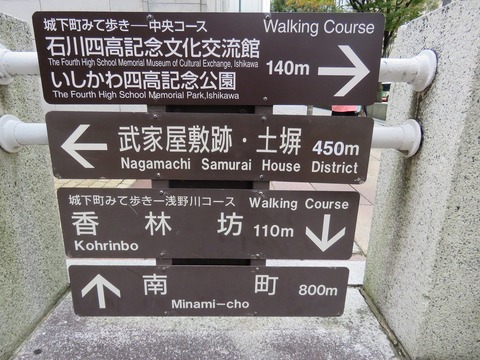 城下町みて歩き―中央コース Walking Course
石川四高記念文化交流館
The Fourth High School Memorial Museum of Cultural Exchange, Ishikawa
140m →
いしかわ四高記念公園
The Fourth High School Memorial Park,Ishikawa
← 武家屋敷跡・土塀 450m
Nagamachi Samurai House District
城下町みて歩き―浅野川コース Walking Course
香林坊 110m ↓
Kohrinbo
↑ 南町 800m
Minami-cho